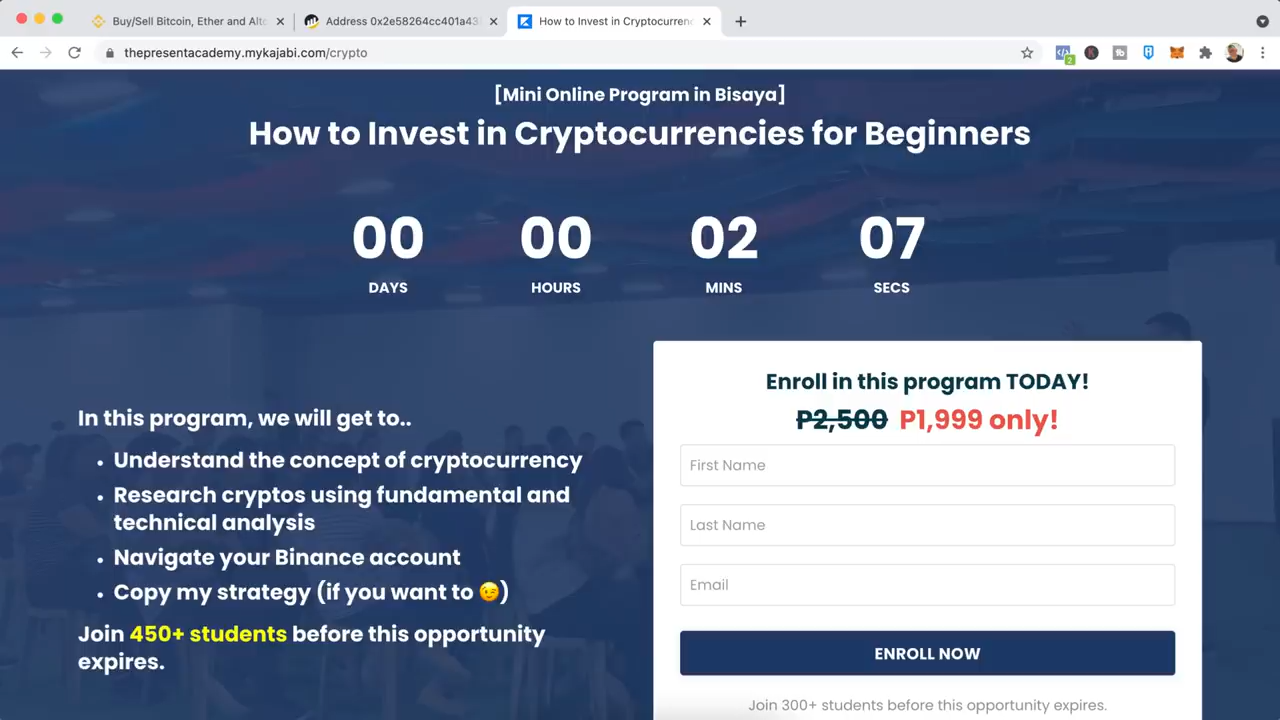 Buy/Sell Bitcoin, Ether and Altc
Address 0x2e58264cc401a43
How to Invest in Cryptocurrenc
thepresentacademy.mykajabi.com/crypto
2
[Mini Online Program in Bisaya]
How to Invest in Cryptocurrencies for Beginners
00 00 02 07
DAYS HOURS MINS SECS
In this program, we will get to..
• Understand the concept of cryptocurrency
• Research cryptos using fundamental and
technical analysis
• Navigate your Binance account
• Copy my strategy (if you want to 😉)
Join 450+ students before this opportunity
expires.
Enroll in this program TODAY!
P2,500 P1,999 only!
First Name
Last Name
Email
ENROLL NOW
Join 300+ students before this opportunity expires.